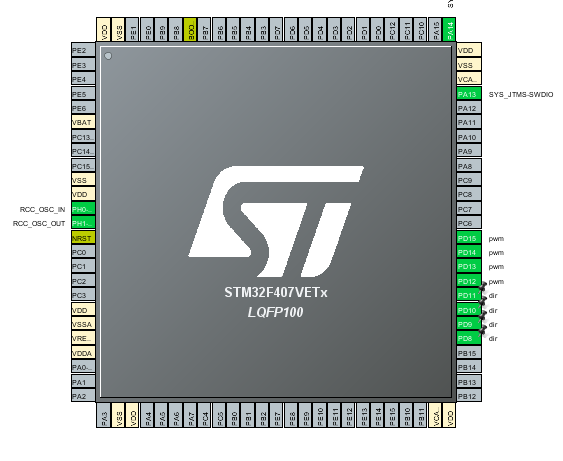 SY
VDD
VSS
PE1
PE0
PB9
PB8
BOO..
PB7
PB6
PB5
PB4
PB3
PD7
PD6
PD5
PD4
PD3
PD2
PD1
PD0
PC12
PC11
PC10
PA15
PA14
PE2
PE3
PE4
PE5
PE6
VBAT
PC13..
PC14..
PC15..
VSS
VDD
RCC_OSC_IN PH0-..
RCC_OSC_OUT PH1-..
NRST
PC0
PC1
PC2
PC3
VDD
VSSA
VRE..
VDDA
PA0-..
PA1
PA2
ST
STM32F407VETx
LQFP100
VDD
VSS
VCA..
PA13 SYS_JTMS-SWDIO
PA12
PA11
PA10
PA9
PA8
PC9
PC8
PC7
PC6
PD15 pwm
PD14 pwm
PD13 pwm
PD12 pwm
PD11 dir
PD10 dir
PD9 dir
PD8 dir
PB15
PB14
PB13
PB12
PA3
VSS
VDD
PA4
PA5
PA6
PA7
PC4
PC5
PB0
PB1
PB2
PE7
PE8
PE9
PE10
PE11
PE12
PE13
PE14
PE15
PB10
PB11
VCA..
VDD